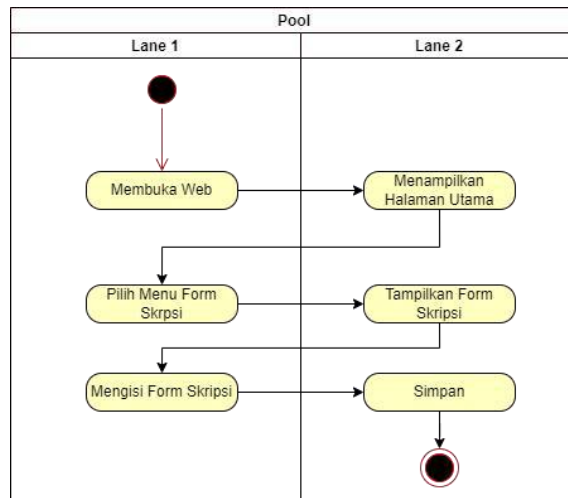 Pool
Lane 1
Lane 2
Membuka Web
Menampilkan
Halaman Utama
Pilih Menu Form
Skrpsi
Tampilkan Form
Skripsi
Mengisi Form Skripsi
Simpan